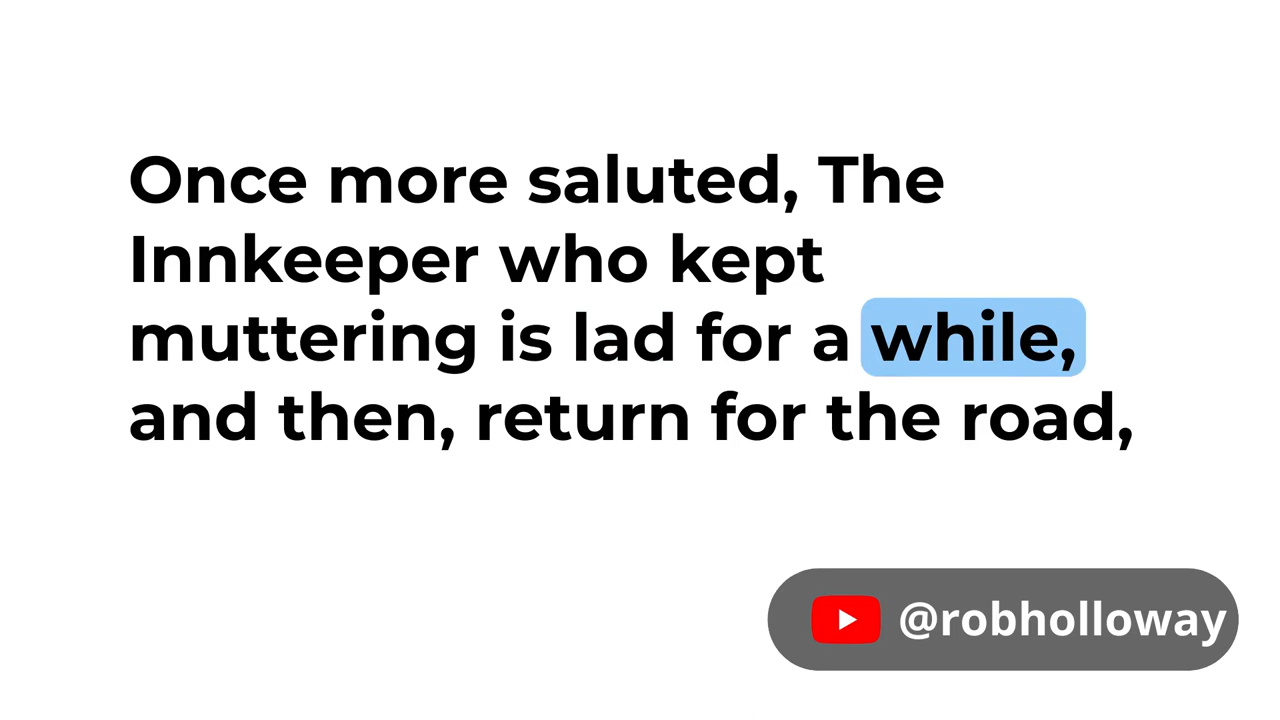 Once more saluted, The
Innkeeper who kept
muttering is lad for a while,
and then, return for the road,
@robholloway